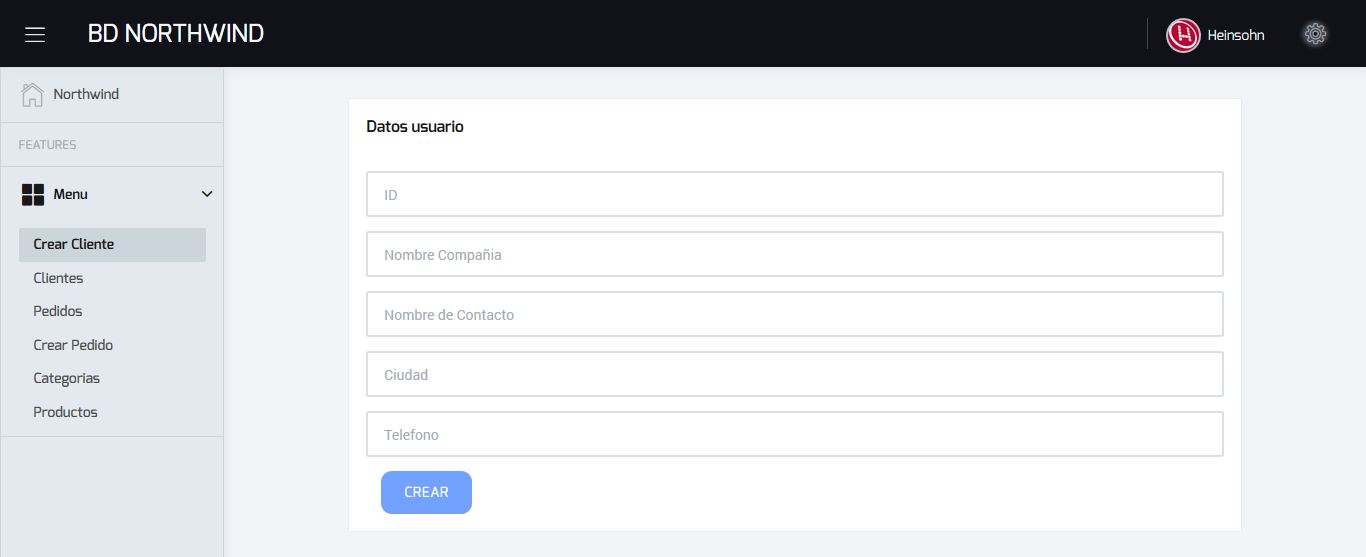 BD NORTHWIND
Heinsohn
Northwind
FEATURES
Menu
Crear Cliente
Clientes
Pedidos
Crear Pedido
Categorias
Productos
Datos usuario
ID
Nombre Compañia
Nombre de Contacto
Ciudad
Telefono
CREAR